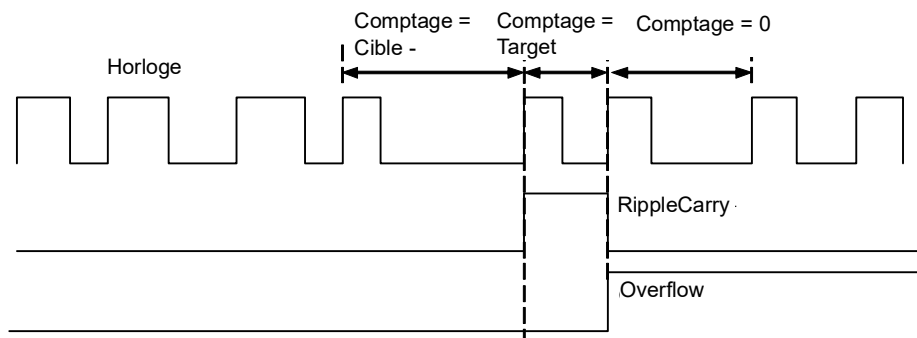 Comptage =
Cible -
Comptage =
Target
Comptage = 0
Horloge
RippleCarry
Overflow